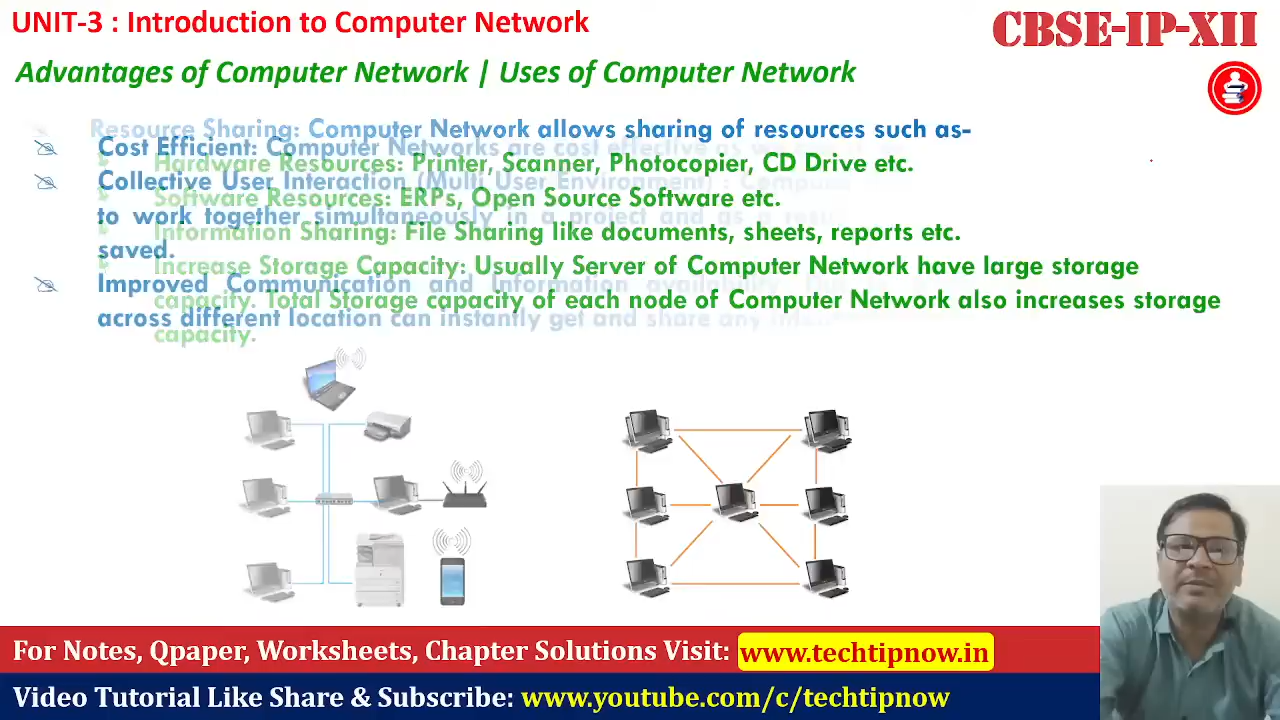 UNIT-3 : Introduction to Computer Network
CBSE-IP-XII
Advantages of Computer Network | Uses of Computer Network
Resource Sharing: Computer Network allows sharing of resources such as-
Cost Efficient: Computer Networks are cost effective as
Hardware Resources: Printer, Scanner, Photocopier, CD Drive etc.
Collective User Interaction (Multi User Environment) :
Software Resources: ERPs, Open Source Software etc.
to work together simultaneously in a project and as a
Information Sharing: File Sharing like documents, sheets, reports etc.
saved.
Increase Storage Capacity: Usually Server of Computer Network have large storage
Improved Communication and Information
capacity. Total Storage capacity of each node of Computer Network also increases storage
across different location can instantly get and share any
capacity.
For Notes, Qpaper, Worksheets, Chapter Solutions Visit: www.techtipnow.in
Video Tutorial Like Share & Subscribe: www.youtube.com/c/techtipnow